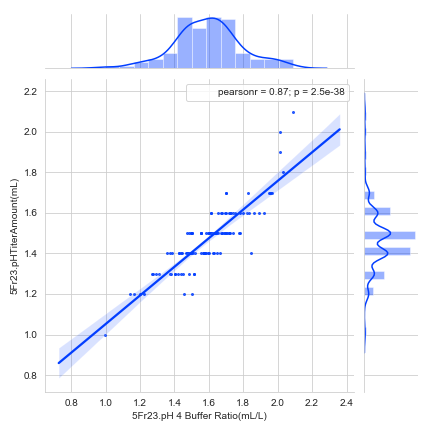 pearsonr = 0.87; p = 2.5e-38
2.2
2.0
1.8
1.6
1.4
1.2
1.0
0.8
5Fr23.pHTiterAmount(mL)
0.8 1.0 1.2 1.4 1.6 1.8 2.0 2.2 2.4
5Fr23.pH 4 Buffer Ratio(mL/L)